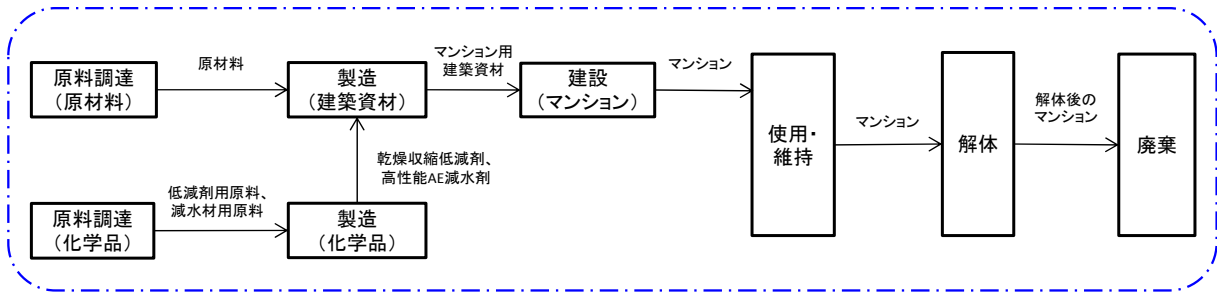 原料調達
（原材料）
原材料
製造
（建築資材）
マンション用
建築資材
建設
（マンション）
マンション
使用・
維持
マンション
解体
解体後の
マンション
廃棄
乾燥収縮低減剤、
高性能AE減水剤
原料調達
（化学品）
低減剤用原料、
減水材用原料
製造
（化学品）